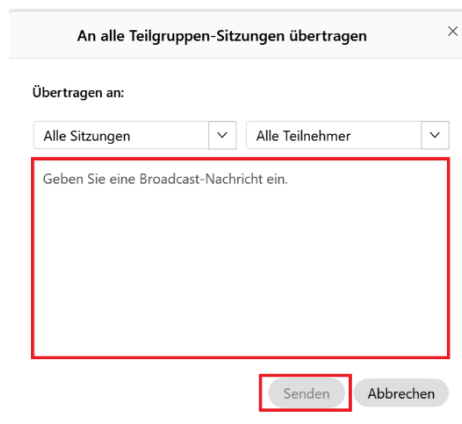 An alle Teilgruppen-Sitzungen übertragen
Übertragen an:
Alle Sitzungen Alle Teilnehmer
Geben Sie eine Broadcast-Nachricht ein.
Senden Abbrechen